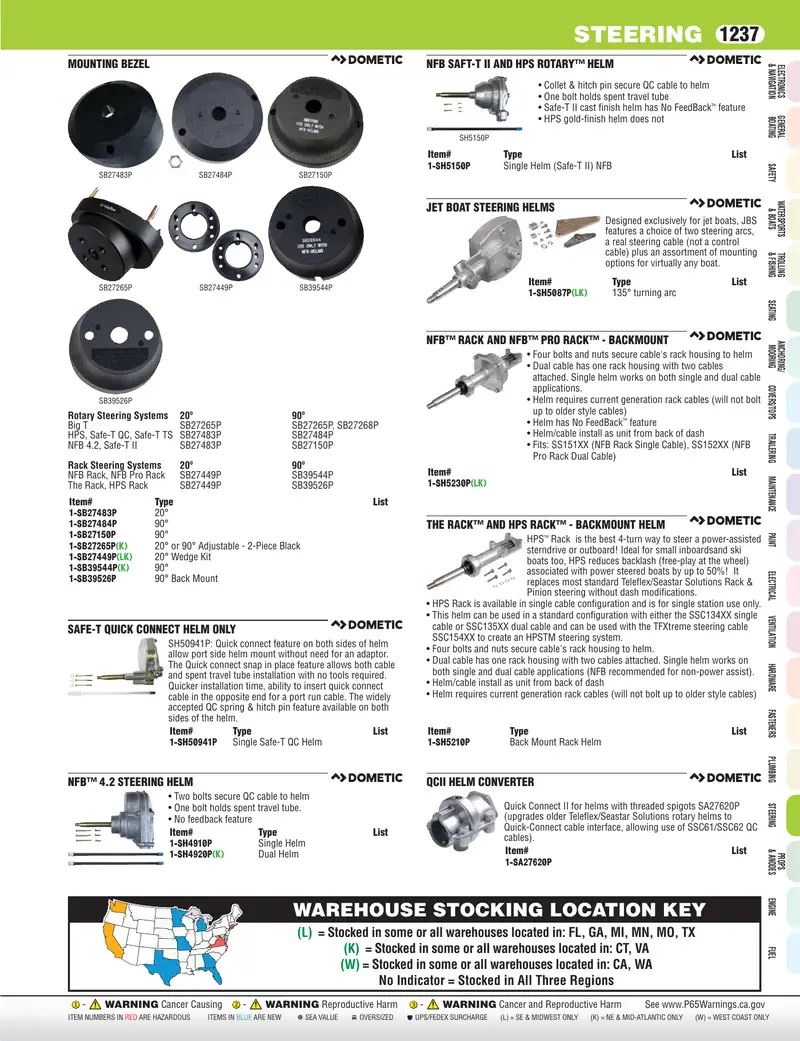 STEERING 1237
MOUNTING BEZEL DOMETIC
SB27483P SB27484P SB27150P
SB27265P SB27449P SB39544P
SB39526P
Rotary Steering Systems 20º 90º
Big T SB27265P SB27265P, SB27268P
HPS, Safe-T QC, Safe-T TS SB27483P SB27484P
NFB 4.2, Safe-T II SB27483P SB27150P
Rack Steering Systems 20º 90º
NFB Rack, NFB Pro Rack SB27449P SB39544P
The Rack, HPS Rack SB27449P SB39526P
Item# Type List
1-SB27483P 20°
1-SB27484P 90°
1-SB27150P 90°
1-SB27265P(K) 20° or 90° Adjustable - 2-Piece Black
1-SB27449P(LK) 20° Wedge Kit
1-SB39544P(K) 90°
1-SB39526P 90° Back Mount
SAFE-T QUICK CONNECT HELM ONLY DOMETIC
SH50941P: Quick connect feature on both sides of helm
allow port side helm mount without need for an adaptor.
The Quick connect snap in place feature allows both cable
and spent travel tube installation with no tools required.
Quicker installation time, ability to insert quick connect
cable in the opposite end for a port run cable. The widely
accepted QC spring & hitch pin feature available on both
sides of the helm.
Item# Type List
1-SH50941P Single Safe-T QC Helm
NFB™ 4.2 STEERING HELM DOMETIC
• Two bolts secure QC cable to helm
• One bolt holds spent travel tube.
• No feedback feature
Item# Type List
1-SH4910P Single Helm
1-SH4920P(K) Dual Helm
NFB SAFT-T II AND HPS ROTARY™ HELM DOMETIC
• Collet & hitch pin secure QC cable to helm
• One bolt holds spent travel tube
• Safe-T II cast finish helm has No FeedBack™ feature
• HPS gold-finish helm does not
SH5150P
Item# Type List
1-SH5150P Single Helm (Safe-T II) NFB
JET BOAT STEERING HELMS DOMETIC
Designed exclusively for jet boats, JBS
features a choice of two steering arcs,
a real steering cable (not a control
cable) plus an assortment of mounting
options for virtually any boat.
Item# Type List
1-SH5087P(LK) 135° turning arc
NFB™ RACK AND NFB™ PRO RACK™ - BACKMOUNT DOMETIC
• Four bolts and nuts secure cable's rack housing to helm
• Dual cable has one rack housing with two cables
attached. Single helm works on both single and dual cable
applications.
• Helm requires current generation rack cables (will not bolt
up to older style cables)
• Helm has No FeedBack™ feature
• Helm/cable install as unit from back of dash
• Fits: SS151XX (NFB Rack Single Cable), SS152XX (NFB
Pro Rack Dual Cable)
Item# List
1-SH5230P(LK)
THE RACK™ AND HPS RACK™ - BACKMOUNT HELM DOMETIC
HPS™ Rack is the best 4-turn way to steer a power-assisted
sterndrive or outboard! Ideal for small inboardsand ski
boats too, HPS reduces backlash (free-play at the wheel)
associated with power steered boats by up to 50%! It
replaces most standard Teleflex/Seastar Solutions Rack &
Pinion steering without dash modifications.
• HPS Rack is available in single cable configuration and is for single station use only.
• This helm can be used in a standard configuration with either the SSC134XX single
cable or SSC135XX dual cable and can be used with the TFXtreme steering cable
SSC154XX to create an HPSTM steering system.
• Four bolts and nuts secure cable's rack housing to helm.
• Dual cable has one rack housing with two cables attached. Single helm works on
both single and dual cable applications (NFB recommended for non-power assist).
• Helm/cable install as unit from back of dash
• Helm requires current generation rack cables (will not bolt up to older style cables)
Item# Type List
1-SH5210P Back Mount Rack Helm
QCII HELM CONVERTER DOMETIC
Quick Connect II for helms with threaded spigots SA27620P
(upgrades older Teleflex/Seastar Solutions rotary helms to
Quick-Connect cable interface, allowing use of SSC61/SSC62 QC
cables).
Item# List
1-SA27620P
ELECTRONICS & NAVIGATION
GENERAL BOATING
SAFETY
WATERSPORTS & BOATS
TROLLING & FISHING
SEATING
ANCHORING/ MOORING
COVERS/TOPS
TRAILERING
MAINTENANCE
PAINT
ELECTRICAL
VENTILATION
HARDWARE
FASTENERS
PLUMBING
STEERING
PROPS & ANODES
ENGINE
FUEL
WAREHOUSE STOCKING LOCATION KEY
(L) = Stocked in some or all warehouses located in: FL, GA, MI, MN, MO, TX
(K) = Stocked in some or all warehouses located in: CT, VA
(W) = Stocked in some or all warehouses located in: CA, WA
No Indicator = Stocked in All Three Regions
1 - WARNING Cancer Causing 2 - WARNING Reproductive Harm 3 - WARNING Cancer and Reproductive Harm See www.P65Warnings.ca.gov
ITEM NUMBERS IN RED ARE HAZARDOUS ITEMS IN BLUE ARE NEW SEA VALUE OVERSIZED UPS/FEDEX SURCHARGE (L) = SE & MIDWEST ONLY (K) = NE & MID-ATLANTIC ONLY (W) = WEST COAST ONLY